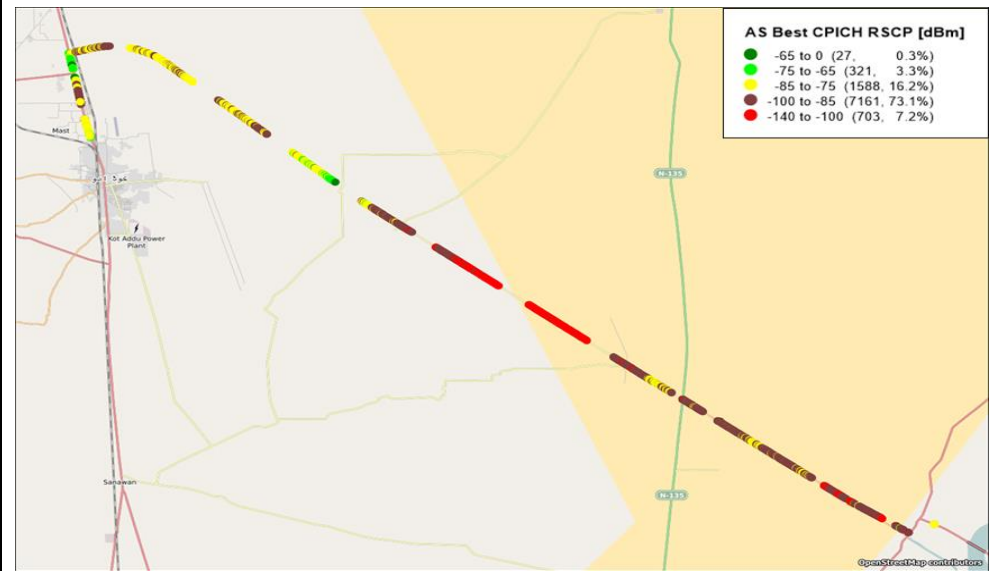 AS Best CPICH RSCP [dBm]
-65 to 0 (27, 0.3%)
-75 to -65 (321, 3.3%)
-85 to -75 (1588, 16.2%)
-100 to -85 (7161, 73.1%)
-140 to -100 (703, 7.2%)
Mast
N-135
Kot Addu Power
Plant
Sanawan
N-135
OpenStreetMap contributors